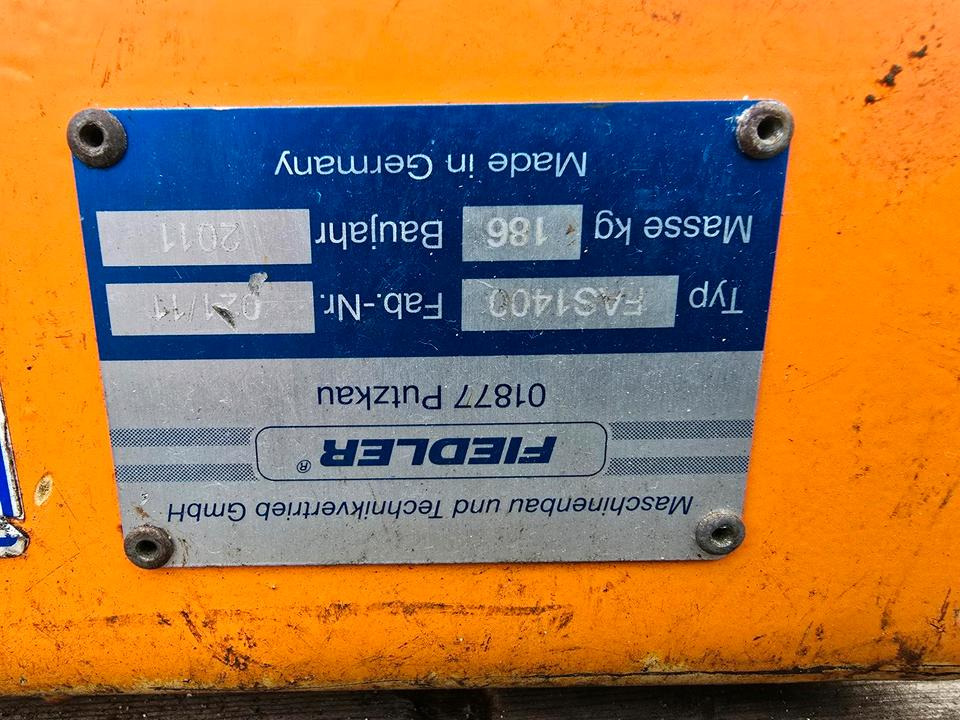 Maschinenbau und Technikvertrieb GmbH
FIEDLER ®
01877 Putzkau
Typ FAS1400 Fab.-Nr. 021/11
Masse kg 186 Baujahr 2011
Made in Germany